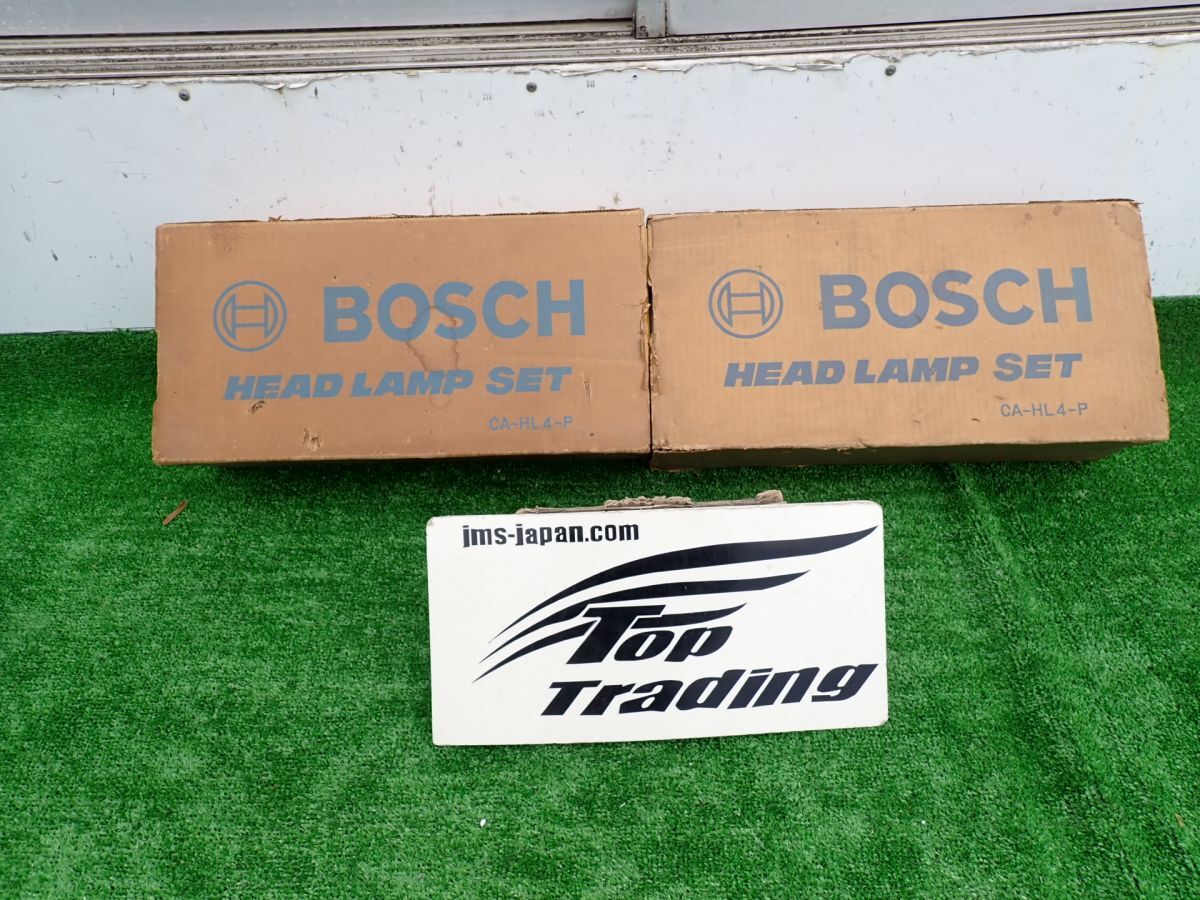 BOSCH
HEAD LAMP SET
CA-HL4-P
BOSCH
HEAD LAMP SET
CA-HL4-P
jms-japan.com
Top
Trading